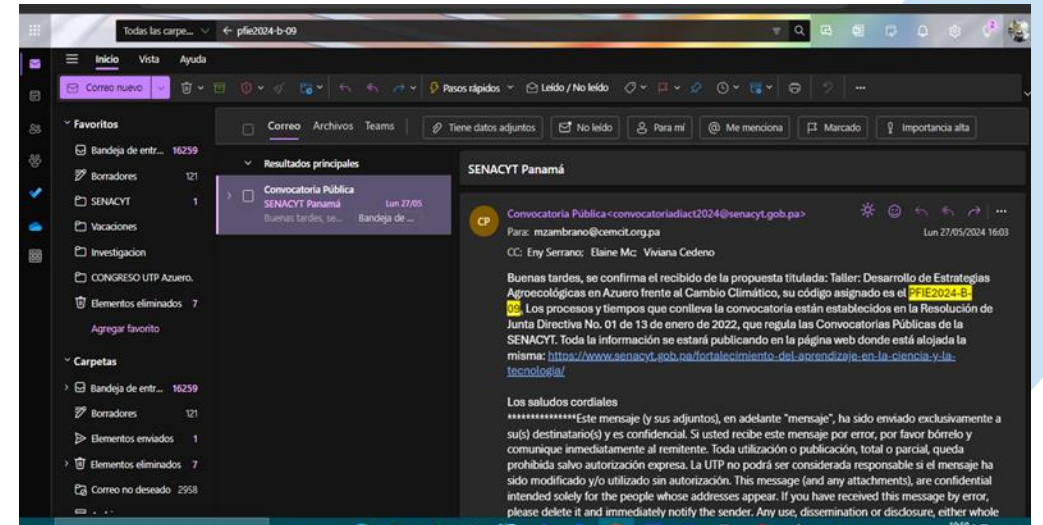 Todas las carpe...
pfie2024-b-09
Inicio Vista Ayuda
Correo nuevo
Pasos rápidos
Leído / No leído
Favoritos
Bandeja de entr... 16259
Borradores 121
SENACYT 1
Vacaciones
Investigacion
CONGRESO UTP Azuero.
Elementos eliminados 7
Agregar favorito
Carpetas
Bandeja de entr... 16259
Borradores 121
Elementos enviados 1
Elementos eliminados 7
Correo no deseado 2958
Correo Archivos Teams
Tiene datos adjuntos
No leído
Para mí
@ Me menciona
Marcado
Importancia alta
Resultados principales
Convocatoria Pública
SENACYT Panamá Lun 27/05
Buenas tardes, se... Bandeja de ...
SENACYT Panamá
CP
Convocatoria Pública<convocatoriadiact2024@senacyt.gob.pa>
Para: mzambrano@cemcit.org.pa
Lun 27/05/2024 16:03
CC: Eny Serrano; Elaine Mc; Viviana Cedeno
Buenas tardes, se confirma el recibido de la propuesta titulada: Taller: Desarrollo de Estrategias
Agroecológicas en Azuero frente al Cambio Climático, su código asignado es el PFIE2024-B-
09, Los procesos y tiempos que conlleva la convocatoria están establecidos en la Resolución de
Junta Directiva No. 01 de 13 de enero de 2022, que regula las Convocatorias Públicas de la
SENACYT. Toda la información se estará publicando en la página web donde está alojada la
misma: https://www.senacyt.gob.pa/fortalecimiento-del-aprendizaje-en-la-ciencia-y-la-
tecnologia/
Los saludos cordiales
***************Este mensaje (y sus adjuntos), en adelante "mensaje", ha sido enviado exclusivamente a
su(s) destinatario(s) y es confidencial. Si usted recibe este mensaje por error, por favor bórrelo y
comunique inmediatamente al remitente. Toda utilización o publicación, total o parcial, queda
prohibida salvo autorización expresa. La UTP no podrá ser considerada responsable si el mensaje ha
sido modificado y/o utilizado sin autorización. This message (and any attachments), are confidential
intended solely for the people whose addresses appear. If you have received this message by error,
please delete it and immediately notify the sender. Any use, dissemination or disclosure, either whole